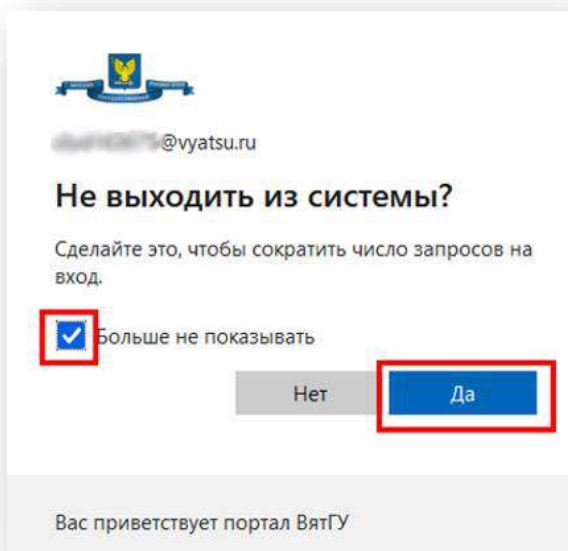 @vyatsu.ru
Не выходить из системы?
Сделайте это, чтобы сократить число запросов на
вход.
Больше не показывать
Нет Да
Вас приветствует портал ВятГУ